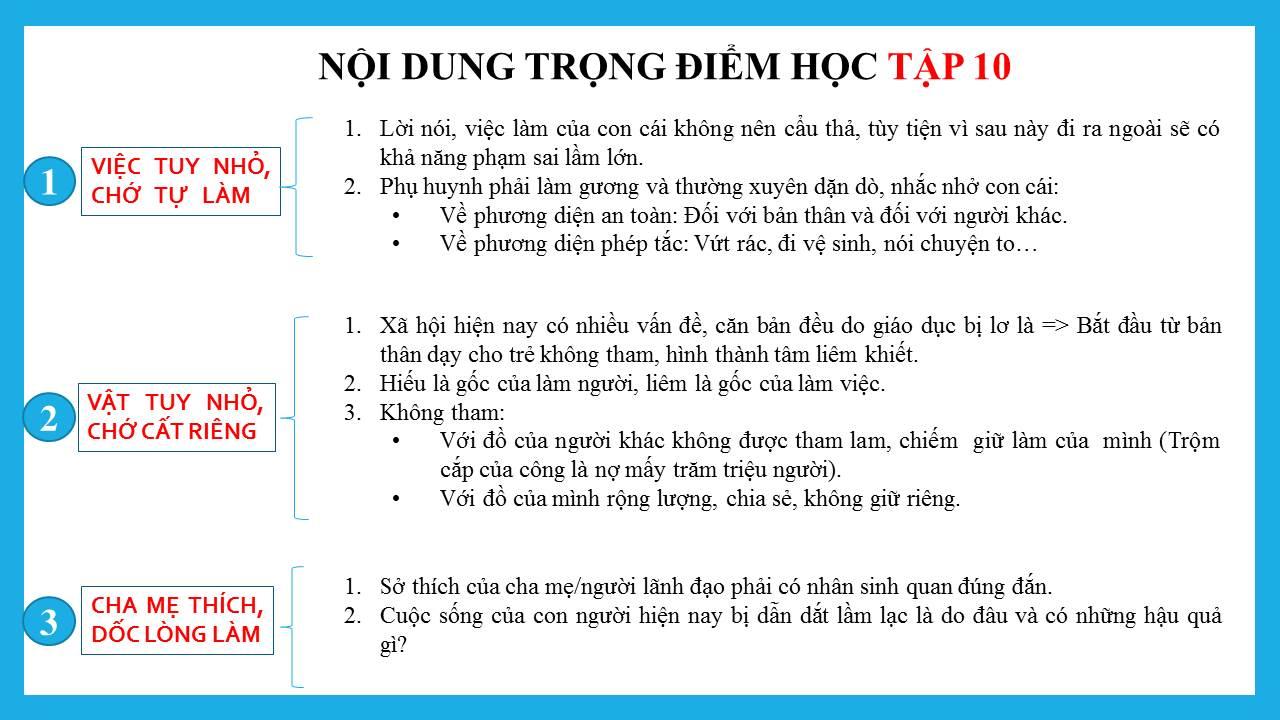 NỘI DUNG TRỌNG ĐIỂM HỌC TẬP 10
1
VIỆC TUY NHỎ,
CHỚ TỰ LÀM
1. Lời nói, việc làm của con cái không nên cẩu thả, tùy tiện vì sau này đi ra ngoài sẽ có
khả năng phạm sai lầm lớn.
2. Phụ huynh phải làm gương và thường xuyên dặn dò, nhắc nhở con cái:
• Về phương diện an toàn: Đối với bản thân và đối với người khác.
• Về phương diện phép tắc: Vứt rác, đi vệ sinh, nói chuyện to…
2
VẬT TUY NHỎ,
CHỚ CẤT RIÊNG
1. Xã hội hiện nay có nhiều vấn đề, căn bản đều do giáo dục bị lơ là => Bắt đầu từ bản
thân dạy cho trẻ không tham, hình thành tâm liêm khiết.
2. Hiếu là gốc của làm người, liêm là gốc của làm việc.
3. Không tham:
• Với đồ của người khác không được tham lam, chiếm giữ làm của mình (Trộm
cắp của công là nợ mấy trăm triệu người).
• Với đồ của mình rộng lượng, chia sẻ, không giữ riêng.
3
CHA MẸ THÍCH,
DỐC LÒNG LÀM
1. Sở thích của cha mẹ/người lãnh đạo phải có nhân sinh quan đúng đắn.
2. Cuộc sống của con người hiện nay bị dẫn dắt lầm lạc là do đâu và có những hậu quả
gì?